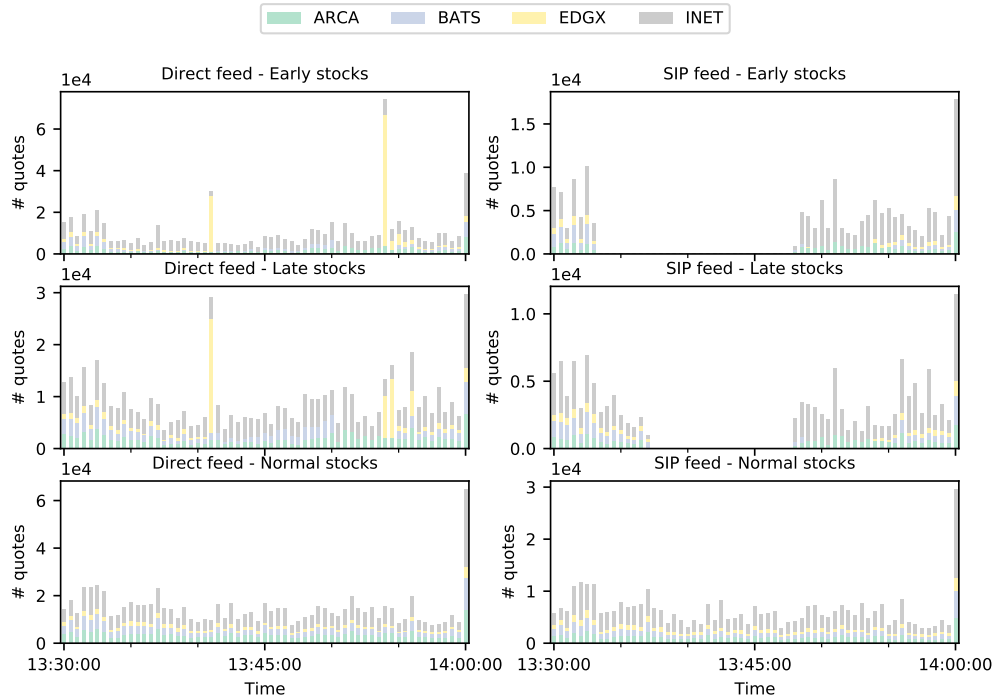 ARCA BATS EDGX INET
Direct feed - Early stocks
1e4
# quotes
6
4
2
0
SIP feed - Early stocks
1e4
# quotes
1.5
1.0
0.5
0.0
Direct feed - Late stocks
1e4
# quotes
3
2
1
0
SIP feed - Late stocks
1e4
# quotes
1.0
0.5
0.0
Direct feed - Normal stocks
1e4
# quotes
6
4
2
0
13:30:00 13:45:00 14:00:00
Time
SIP feed - Normal stocks
1e4
# quotes
3
2
1
0
13:30:00 13:45:00 14:00:00
Time